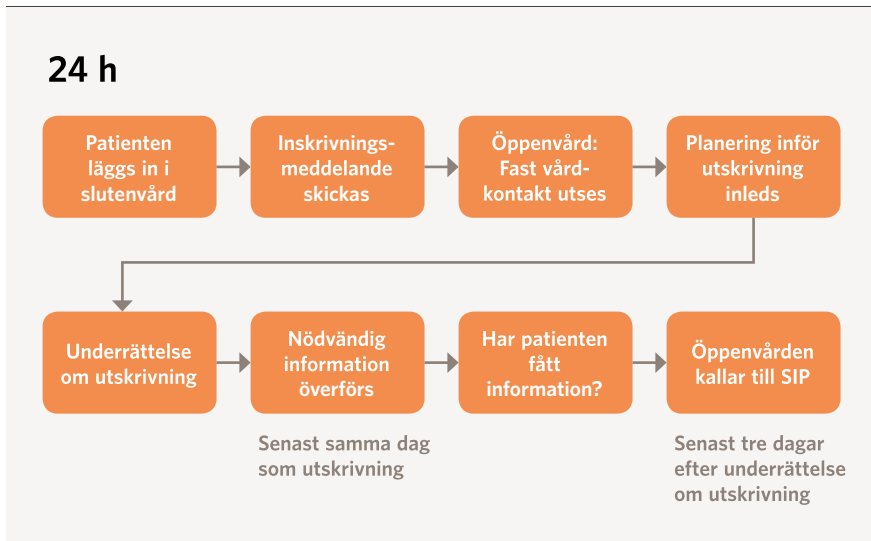 24 h
Patienten
läggs in i
slutenvård
Inskrivnings-
meddelande
skickas
Öppenvård:
Fast vård-
kontakt utses
Planering inför
utskrivning
inleds
Underrättelse
om utskrivning
Nödvändig
information
överförs
Har patienten
fått
information?
Öppenvården
kallar till SIP
Senast samma dag
som utskrivning
Senast tre dagar
efter underrättelse
om utskrivning